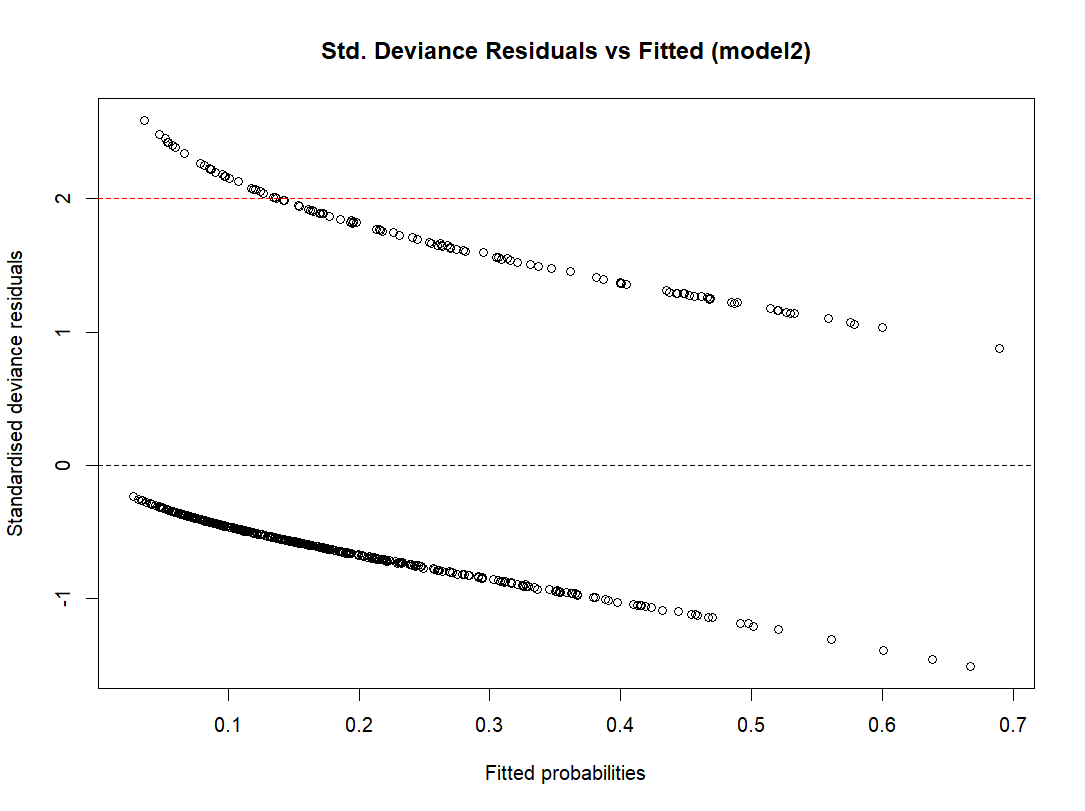 Std. Deviance Residuals vs Fitted (model2)
Standardised deviance residuals
2
1
0
-1
0.1 0.2 0.3 0.4 0.5 0.6 0.7
Fitted probabilities